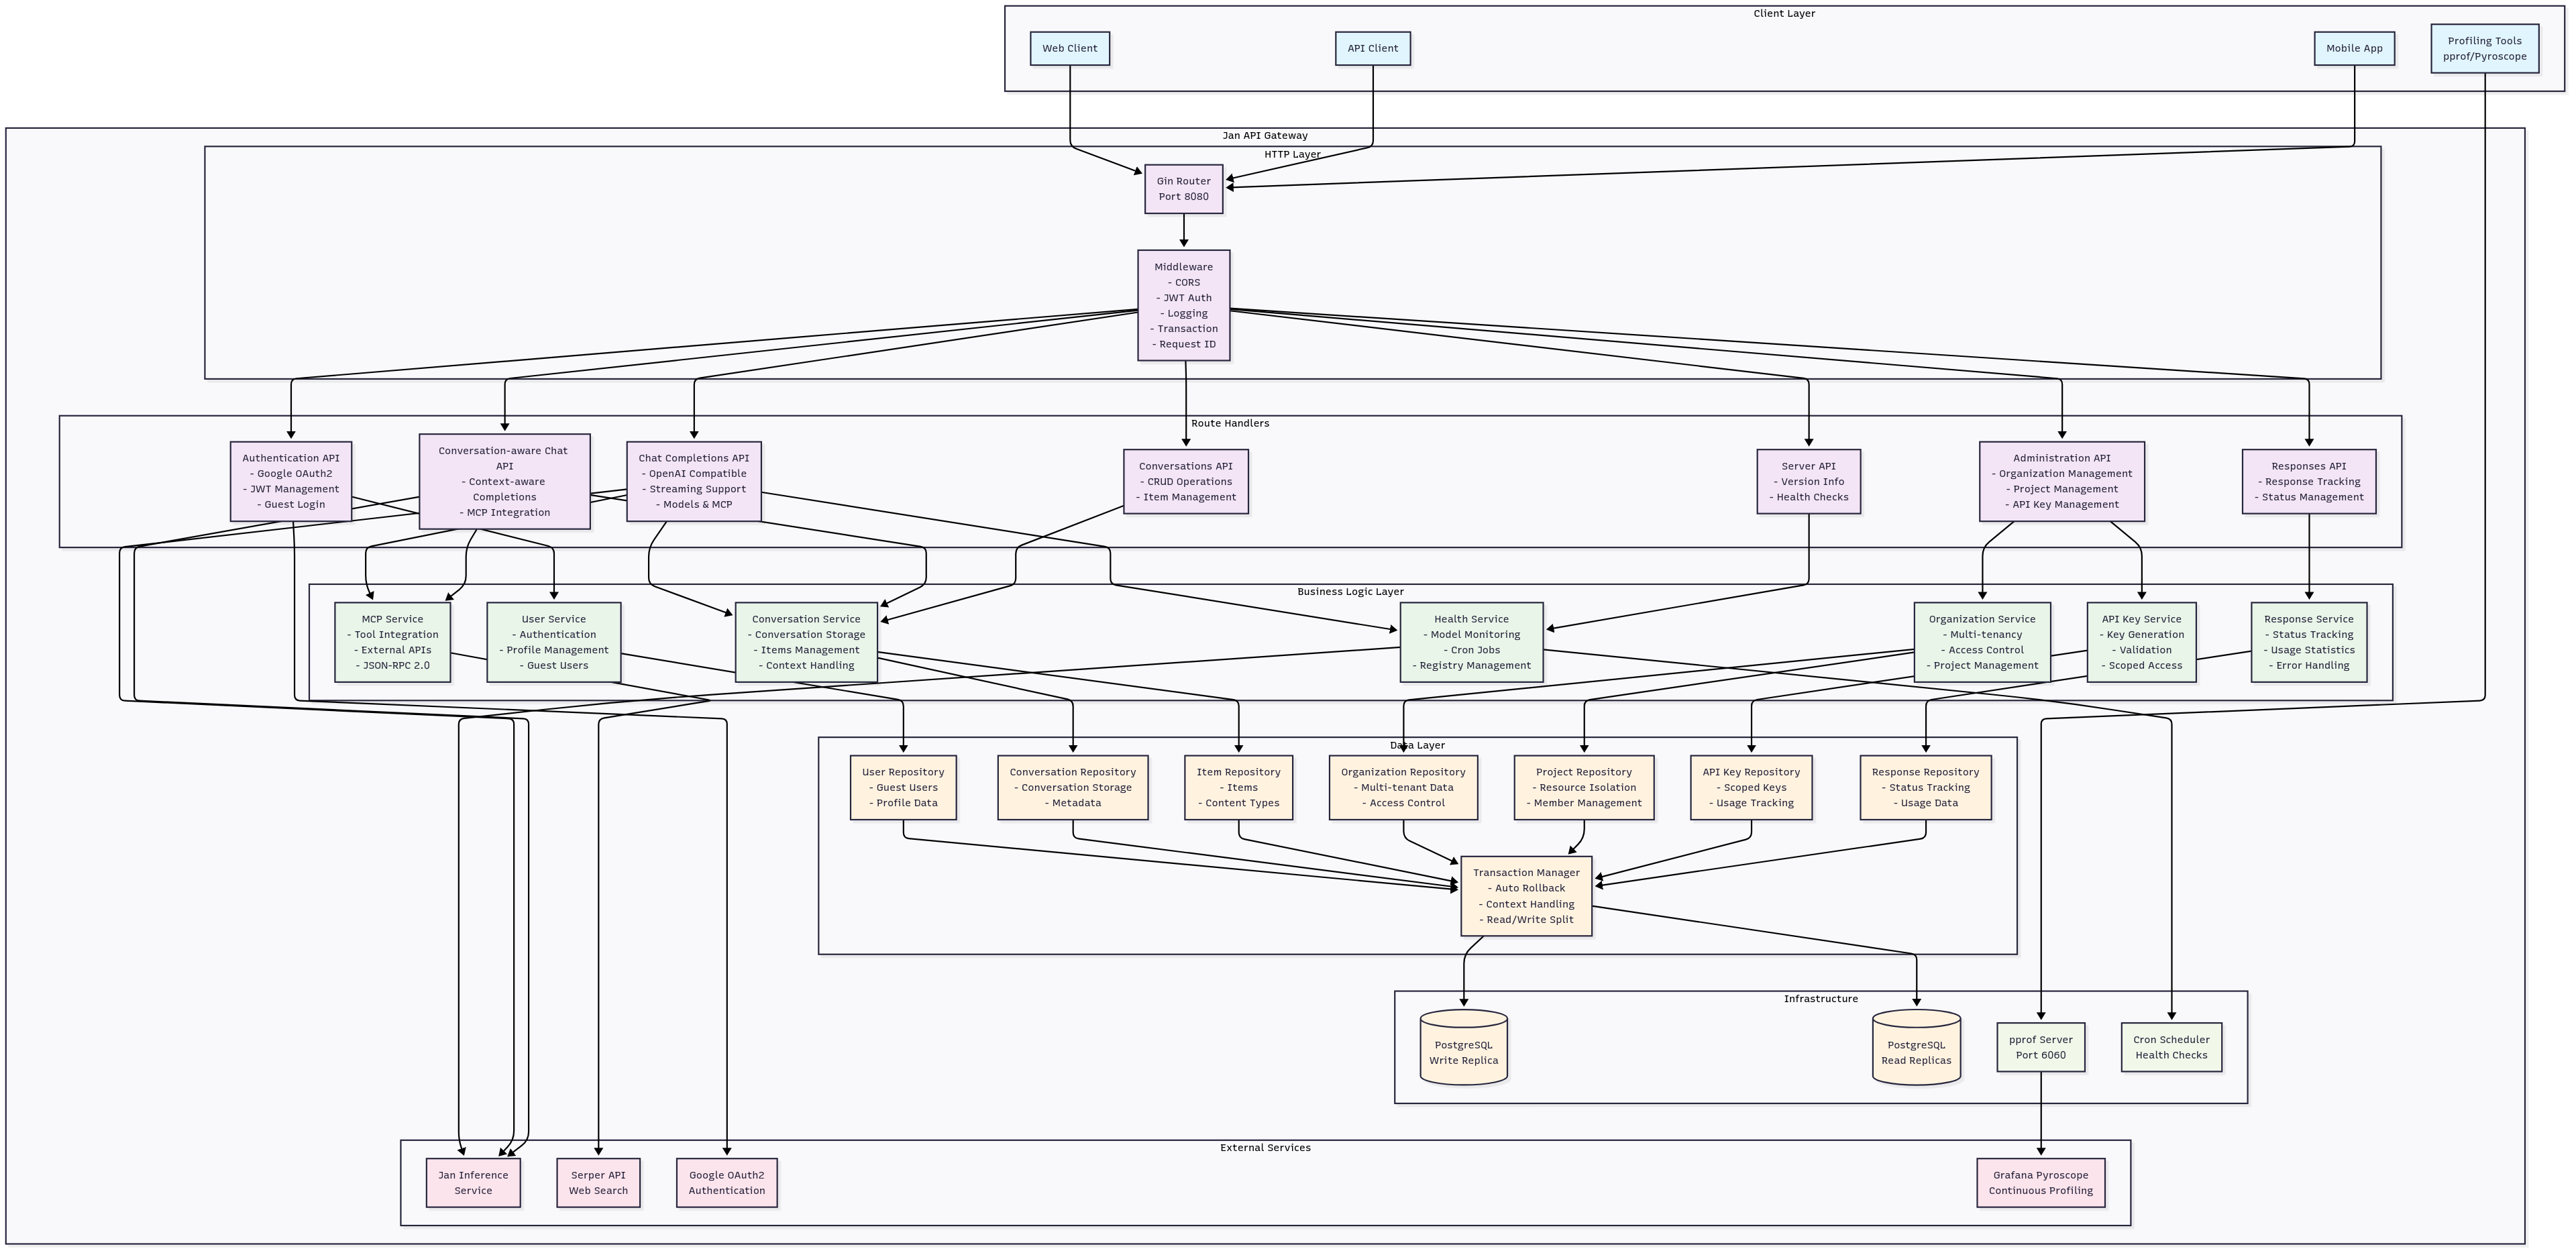 Client Layer
Web Client
API Client
Mobile App
Profiling Tools
pprof/Pyroscope
Jan API Gateway
HTTP Layer
Gin Router
Port 8080
Middleware
- CORS
- JWT Auth
- Logging
- Transaction
- Request ID
Route Handlers
Authentication API
- Google OAuth2
- JWT Management
- Guest Login
Conversation-aware Chat
API
- Context-aware
Completions
- MCP Integration
Chat Completions API
- OpenAI Compatible
- Streaming Support
- Models & MCP
Conversations API
- CRUD Operations
- Item Management
Server API
- Version Info
- Health Checks
Administration API
- Organization Management
- Project Management
- API Key Management
Responses API
- Response Tracking
- Status Management
Business Logic Layer
MCP Service
- Tool Integration
- External APIs
- JSON-RPC 2.0
User Service
- Authentication
- Profile Management
- Guest Users
Conversation Service
- Conversation Storage
- Items Management
- Context Handling
Health Service
- Model Monitoring
- Cron Jobs
- Registry Management
Organization Service
- Multi-tenancy
- Access Control
- Project Management
API Key Service
- Key Generation
- Validation
- Scoped Access
Response Service
- Status Tracking
- Usage Statistics
- Error Handling
Data Layer
User Repository
- Guest Users
- Profile Data
Conversation Repository
- Conversation Storage
- Metadata
Item Repository
- Items
- Content Types
Organization Repository
- Multi-tenant Data
- Access Control
Project Repository
- Resource Isolation
- Member Management
API Key Repository
- Scoped Keys
- Usage Tracking
Response Repository
- Status Tracking
- Usage Data
Transaction Manager
- Auto Rollback
- Context Handling
- Read/Write Split
Infrastructure
PostgreSQL
Write Replica
PostgreSQL
Read Replicas
pprof Server
Port 6060
Cron Scheduler
Health Checks
External Services
Jan Inference
Service
Serper API
Web Search
Google OAuth2
Authentication
Grafana Pyroscope
Continuous Profiling